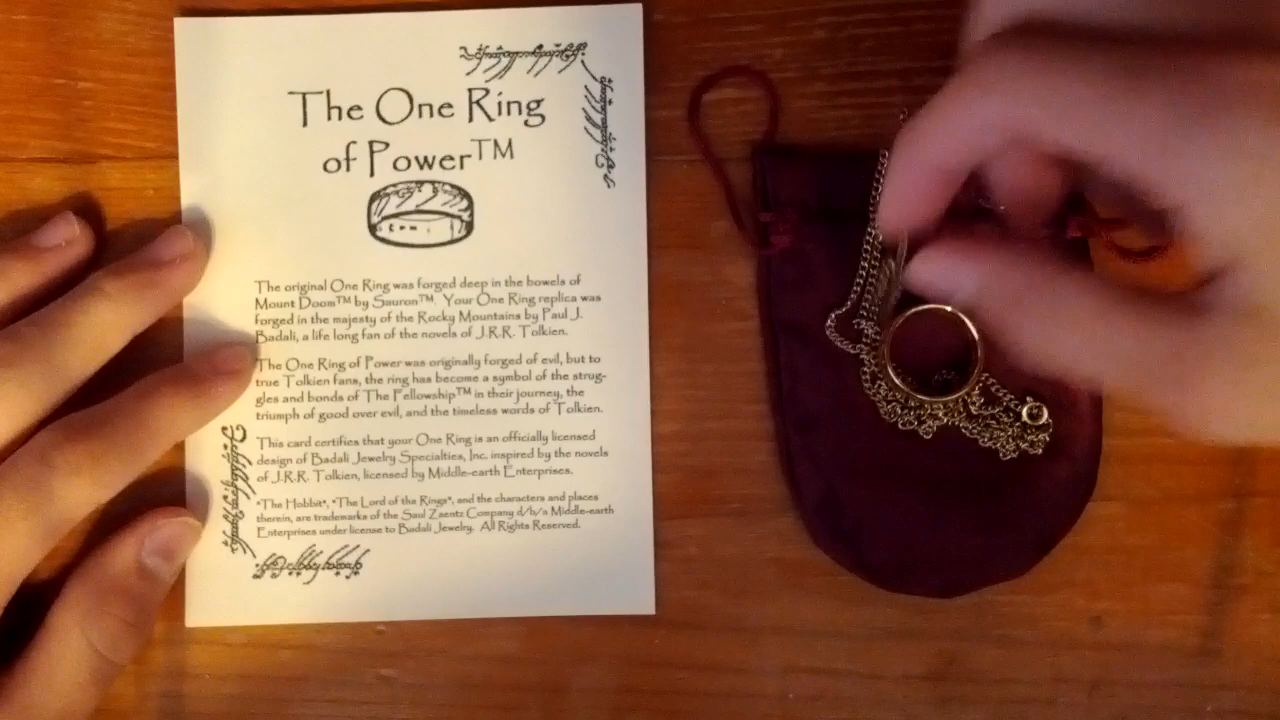 The One Ring
of Power™
The original One Ring was forged deep in the bowels of
Mount Doom™ by Sauron™. Your One Ring replica was
forged in the majesty of the Rocky Mountains by Paul J.
Badali, a life long fan of the novels of J.R.R. Tolkien.
The One Ring of Power was originally forged of evil, but to
true Tolkien fans, the ring has become a symbol of the strug-
gles and bonds of The Fellowship™ in their journey, the
triumph of good over evil, and the timeless words of Tolkien.
This card certifies that your One Ring is an officially licensed
design of Badali Jewelry Specialties, Inc. inspired by the novels
of J.R.R. Tolkien, licensed by Middle-earth Enterprises.
"The Hobbit", "The Lord of the Rings", and the characters and places
therein, are trademarks of the Saul Zaentz Company d/b/a Middle-earth
Enterprises under license to Badali Jewelry. All Rights Reserved.